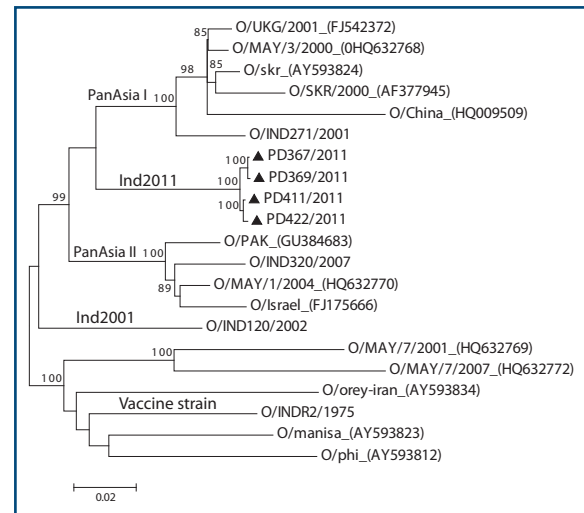 85
O/UKG/2001_(FJ542372)
O/MAY/3/2000_(0HQ632768)
85
O/skr_(AY593824)
98
O/SKR/2000_(AF377945)
PanAsia I
100
O/China_(HQ009509)
O/IND271/2001
100
PD367/2011
PD369/2011
Ind2011
100
PD411/2011
100
PD422/2011
99
O/PAK_(GU384683)
PanAsia II
100
O/IND320/2007
89
O/MAY/1/2004_(HQ632770)
O/Israel_(FJ175666)
Ind2001
O/IND120/2002
O/MAY/7/2001_(HQ632769)
100
O/MAY/7/2007_(HQ632772)
100
O/orey-iran_(AY593834)
Vaccine strain
O/INDR2/1975
O/manisa_(AY593823)
O/phi_(AY593812)
0.02